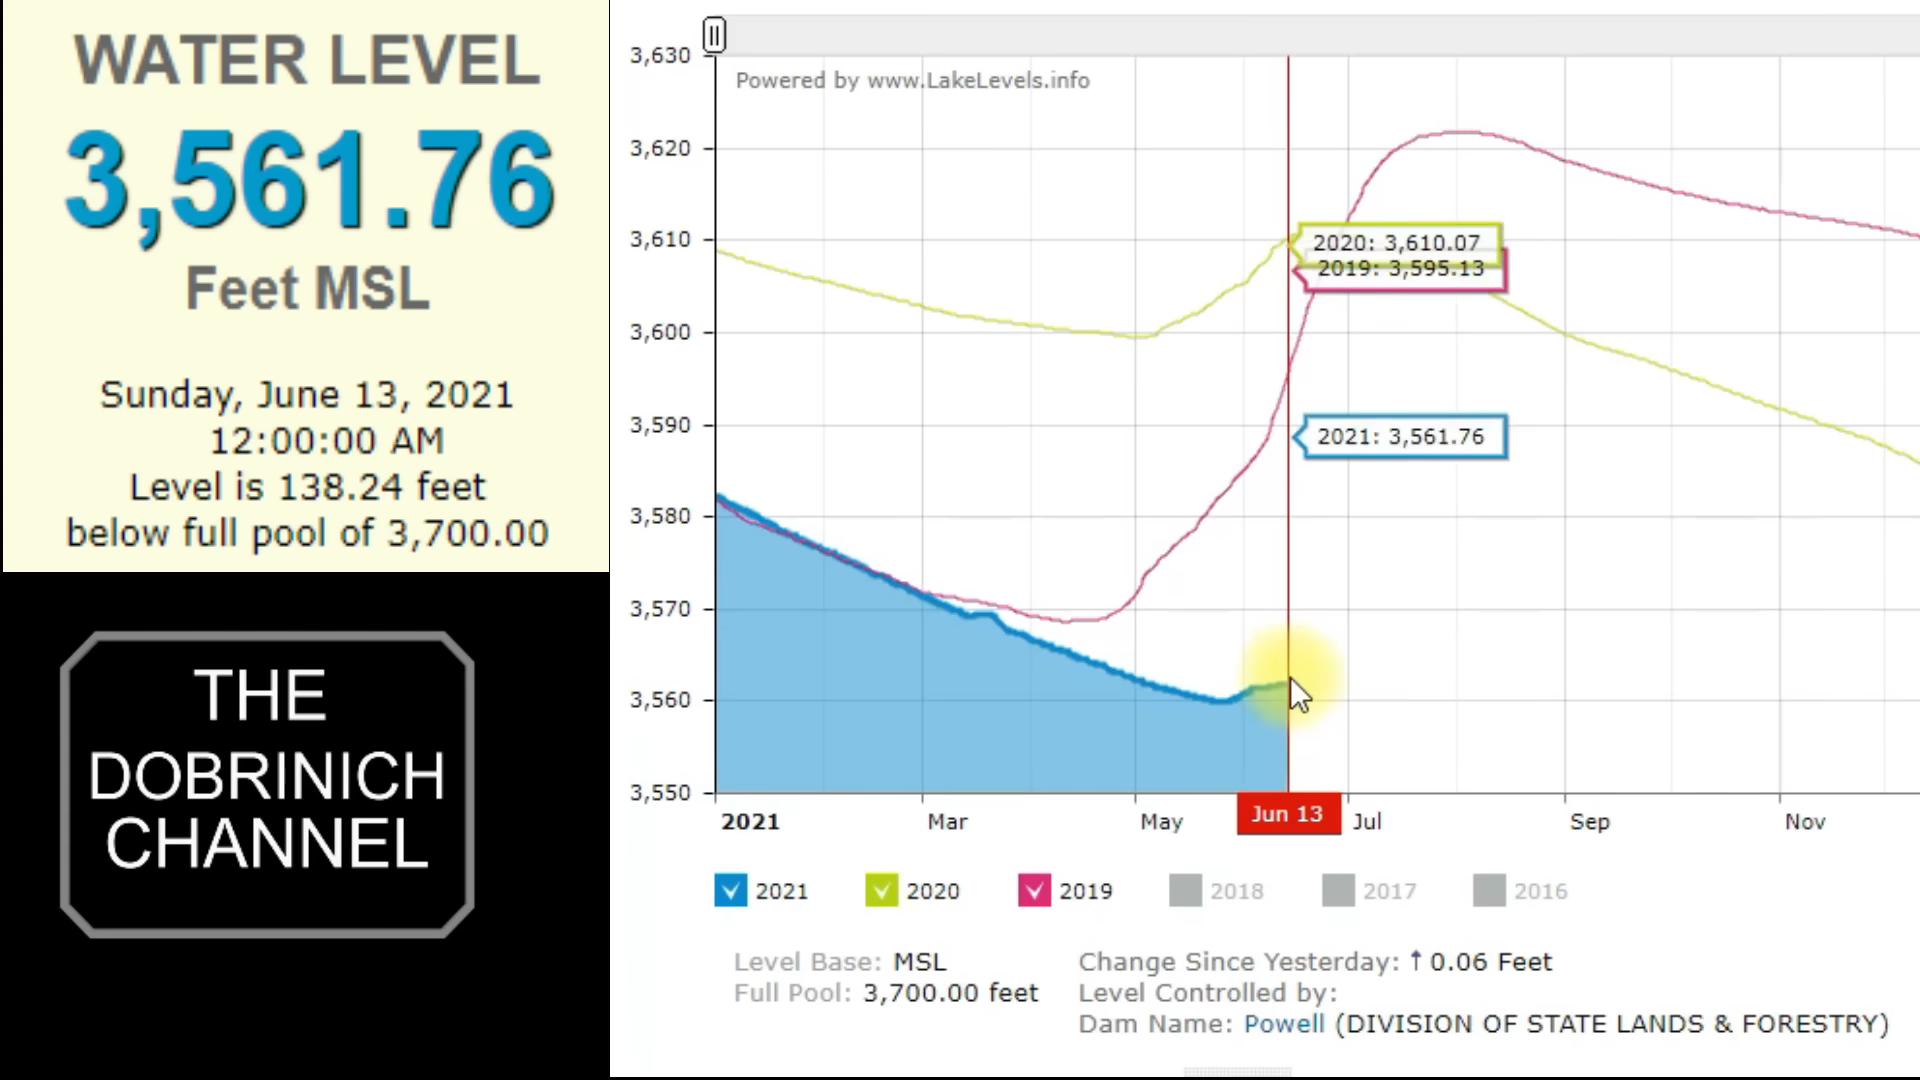 WATER LEVEL
3,561.76
Feet MSL
Sunday, June 13, 2021
12:00:00 AM
Level is 138.24 feet
below full pool of 3,700.00
THE
DOBRINICH
CHANNEL
3,630
Powered by www.LakeLevels.info
3,620
3,610
2020: 3,610.07
2019: 3,595.13
3,600
3,590
2021: 3,561.76
3,580
3,570
3,560
3,550
2021
Mar
May
Jun 13
Jul
Sep
Nov
2021
2020
2019
2018
2017
2016
Level Base: MSL
Full Pool: 3,700.00 feet
Change Since Yesterday: ↑ 0.06 Feet
Level Controlled by:
Dam Name: Powell (DIVISION OF STATE LANDS & FORESTRY)